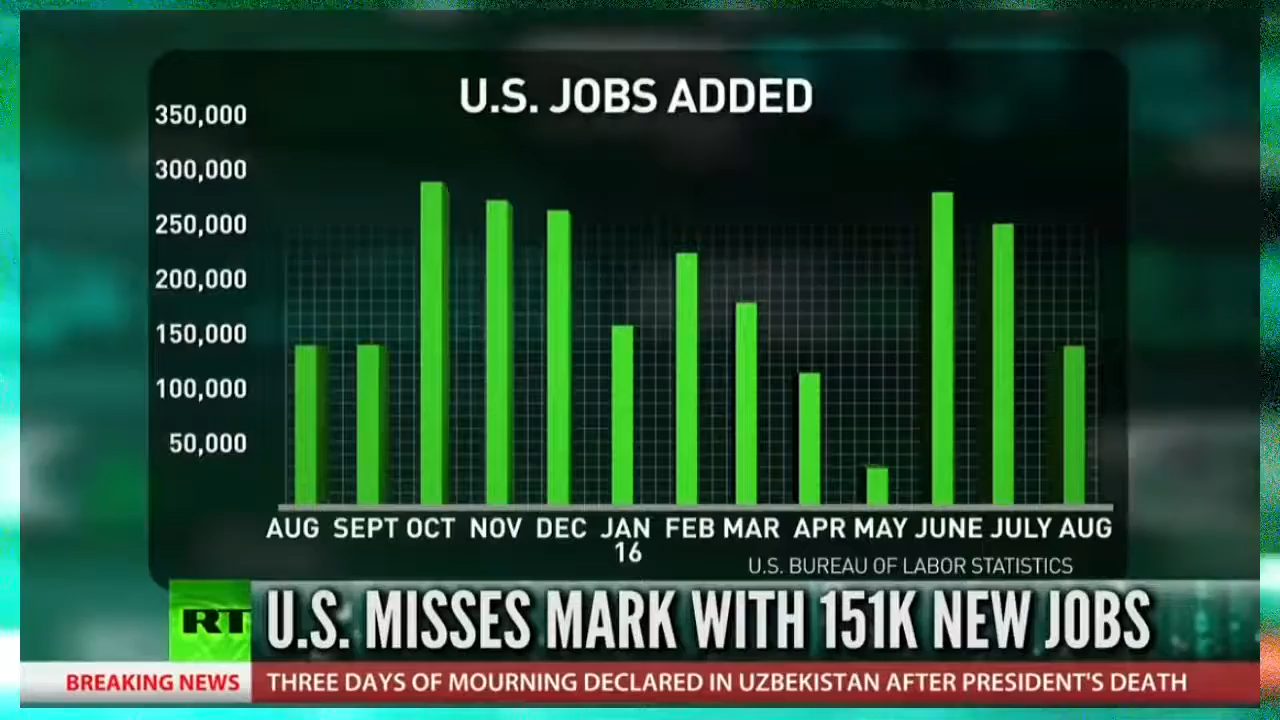 U.S. JOBS ADDED
350,000
300,000
250,000
200,000
150,000
100,000
50,000
AUG SEPT OCT NOV DEC JAN FEB MAR APR MAY JUNE JULY AUG
16
U.S. BUREAU OF LABOR STATISTICS
RT U.S. MISSES MARK WITH 151K NEW JOBS
BREAKING NEWS THREE DAYS OF MOURNING DECLARED IN UZBEKISTAN AFTER PRESIDENT'S DEATH